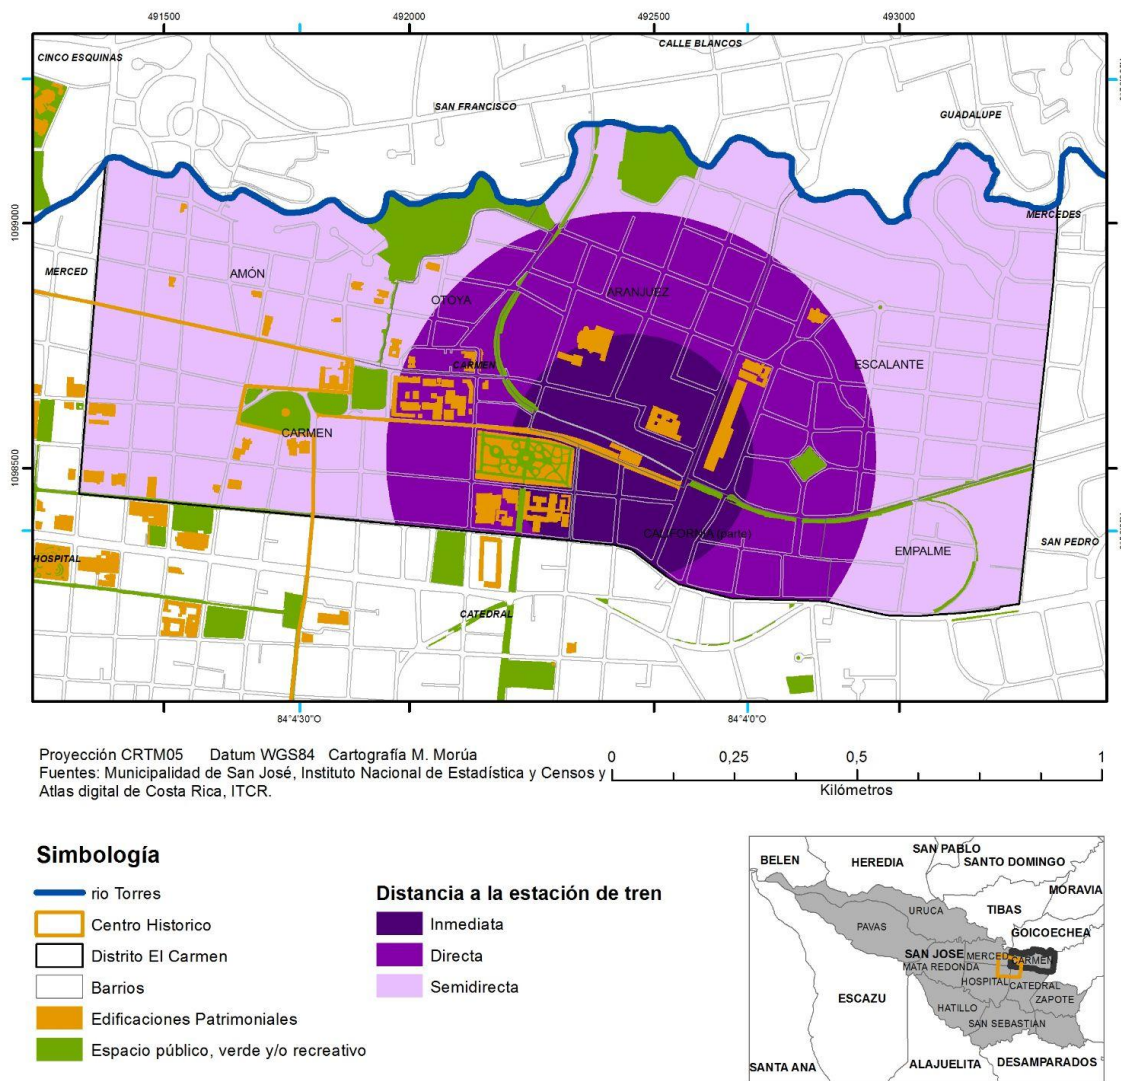 491500
492000
492500
493000
CINCO ESQUINAS
CALLE BLANCOS
SAN FRANCISCO
GUADALUPE
1099000
MERCEDES
MERCED
AMÓN
OTOYA
ARANJUEZ
CARMEN
ESCALANTE
CARMEN
1098500
CALIFORNIA (parte)
EMPALME
SAN PEDRO
HOSPITAL
CATEDRAL
84°4'30"O
84°4'0"O
Proyección CRTM05 Datum WGS84 Cartografía M. Morúa
Fuentes: Municipalidad de San José, Instituto Nacional de Estadística y Censos y
Atlas digital de Costa Rica, ITCR.
0 0,25 0,5 1
Kilómetros
Simbología
rio Torres
Centro Historico
Distrito El Carmen
Barrios
Edificaciones Patrimoniales
Espacio público, verde y/o recreativo
Distancia a la estación de tren
Inmediata
Directa
Semidirecta
SAN PABLO
BELEN
HEREDIA
SANTO DOMINGO
MORAVIA
TIBAS
URUCA
PAVAS
GOICOECHEA
SAN JOSE
MERCED
CARMEN
MATA REDONDA
HOSPITAL
CATEDRAL
ESCAZU
HATILLO
ZAPOTE
SAN SEBASTIAN
SANTA ANA
ALAJUELITA
DESAMPARADOS